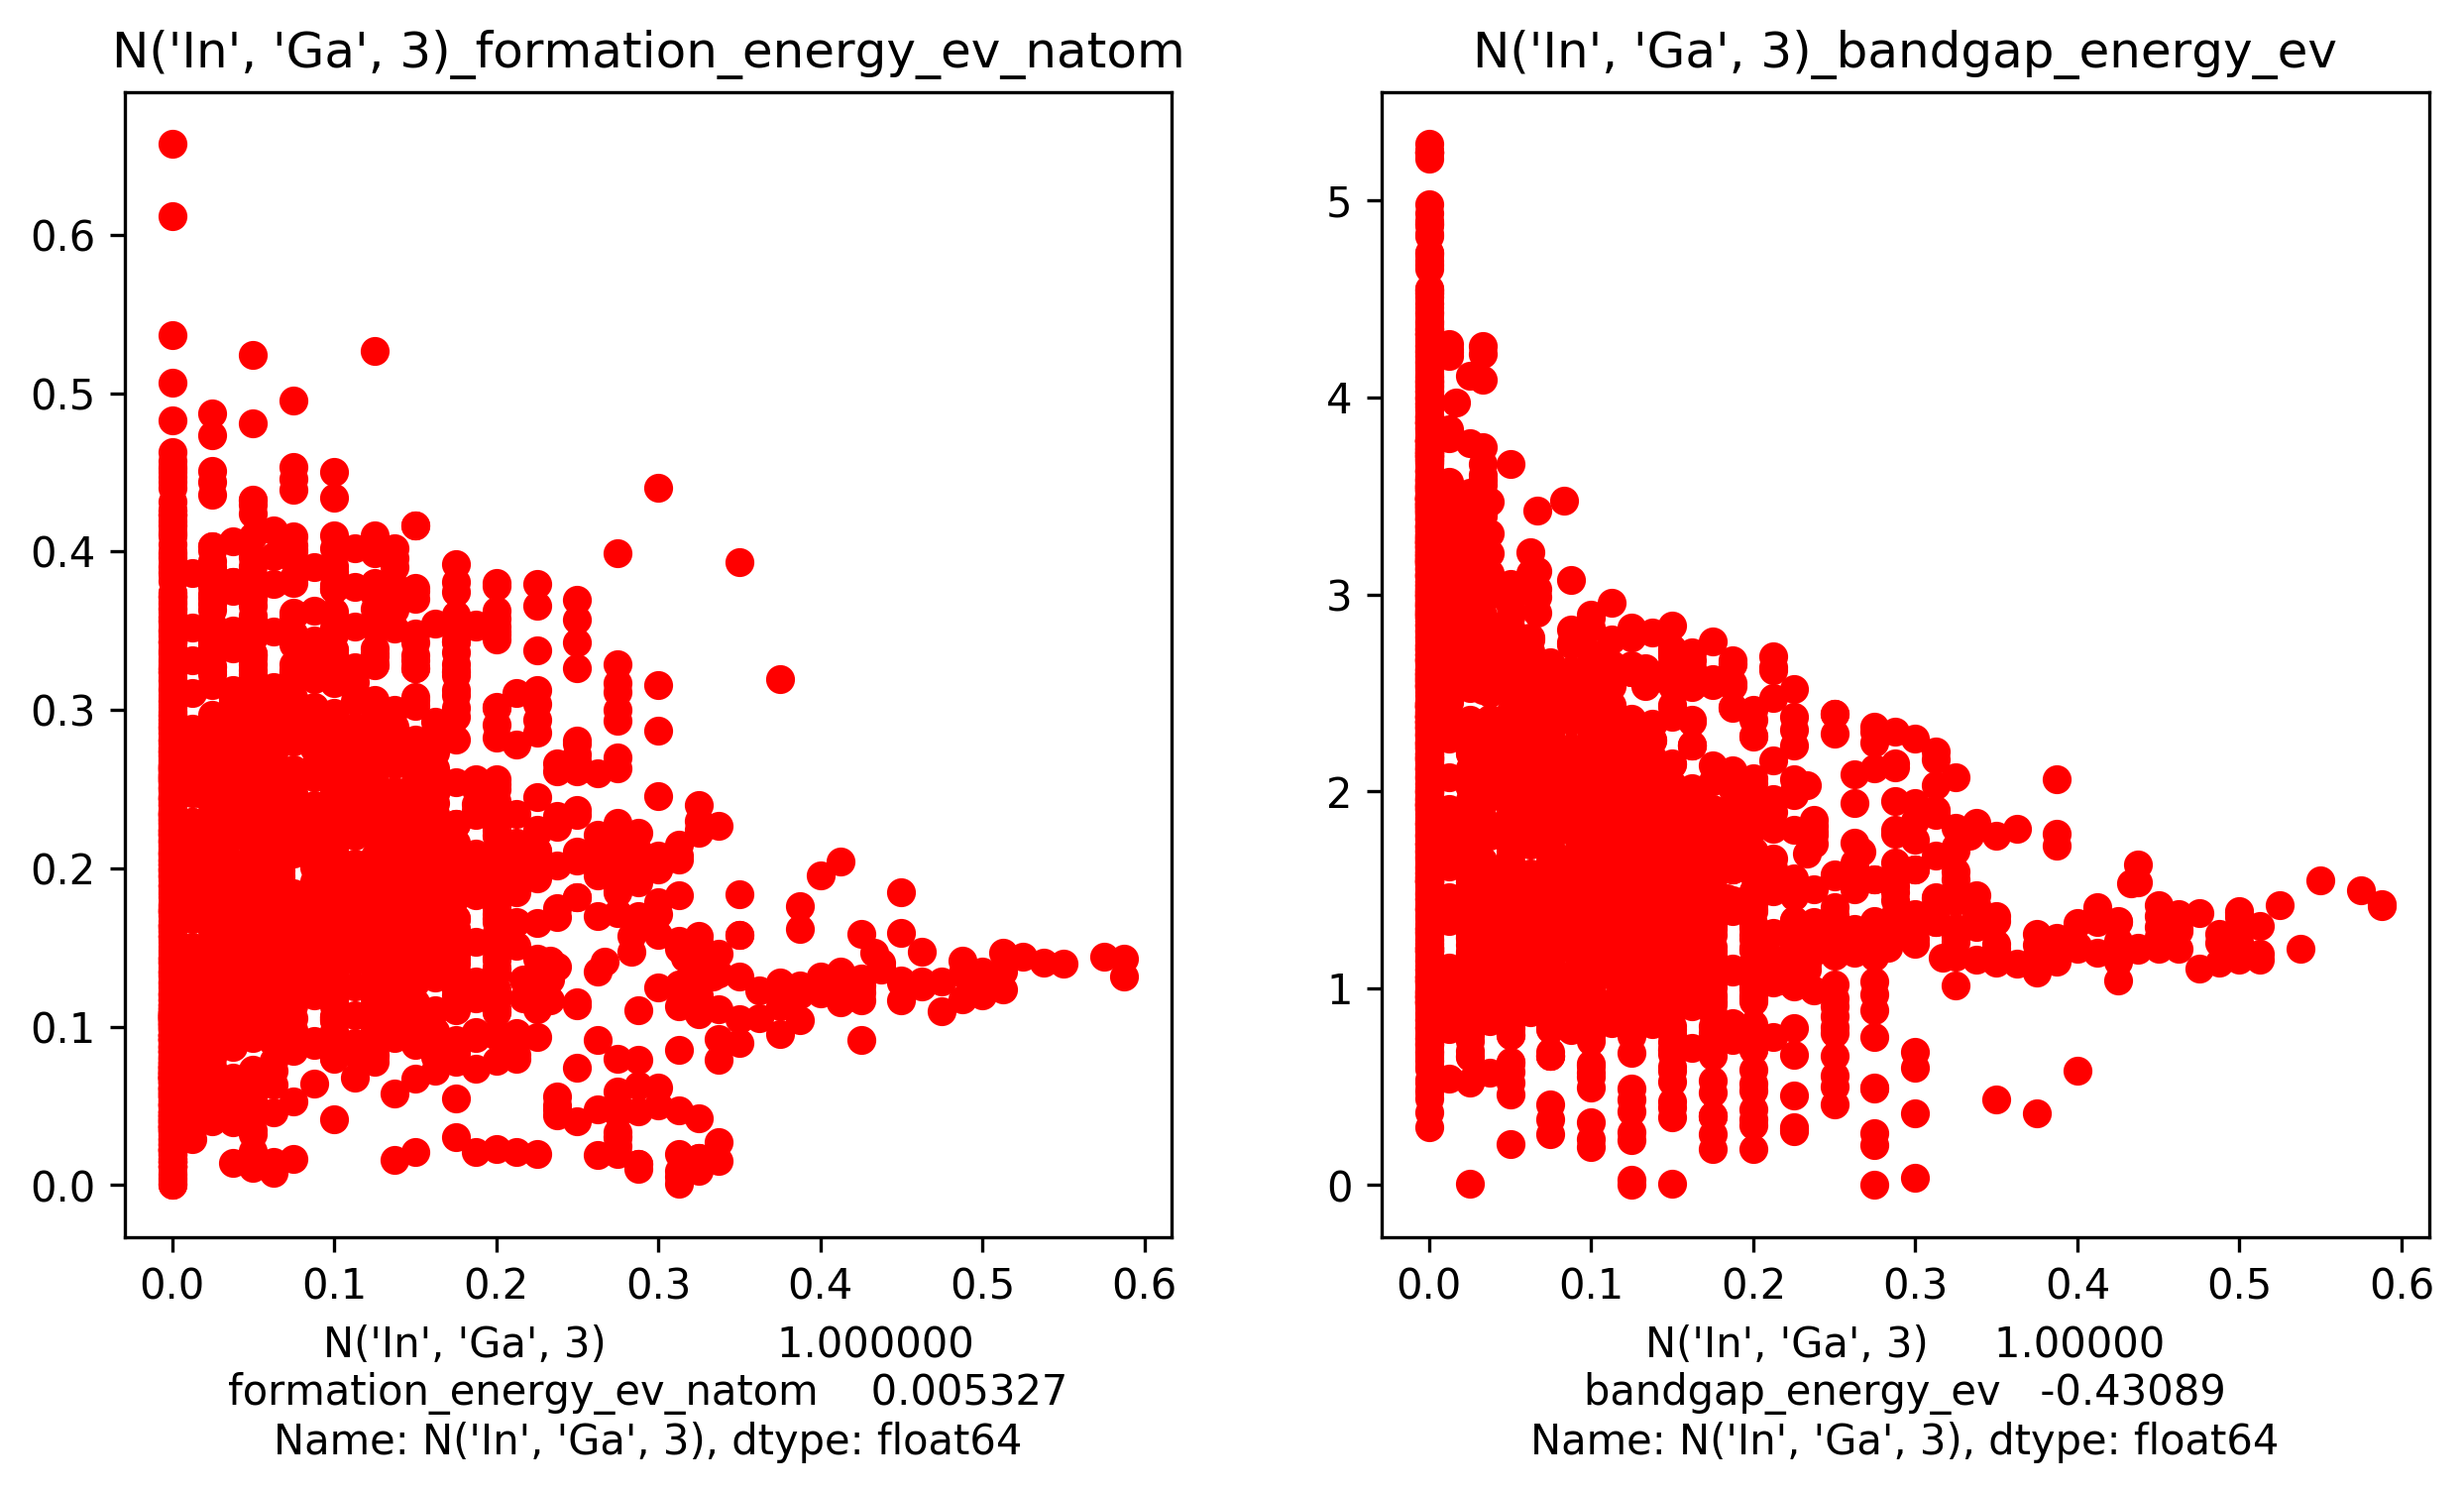 N('In', 'Ga', 3)_formation_energy_ev_natom
0.6
0.5
0.4
0.3
0.2
0.1
0.0
0.0 0.1 0.2 0.3 0.4 0.5 0.6
N('In', 'Ga', 3) 1.000000
formation_energy_ev_natom 0.005327
Name: N('In', 'Ga', 3), dtype: float64
N('In', 'Ga', 3)_bandgap_energy_ev
5
4
3
2
1
0
0.0 0.1 0.2 0.3 0.4 0.5 0.6
N('In', 'Ga', 3) 1.00000
bandgap_energy_ev -0.43089
Name: N('In', 'Ga', 3), dtype: float64